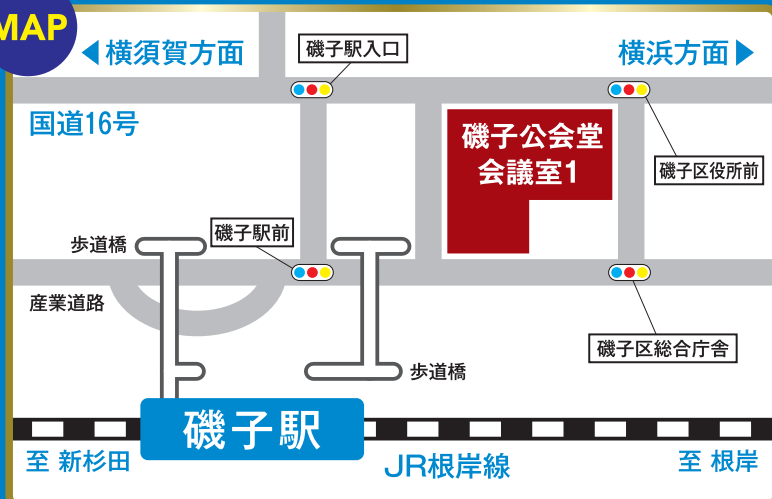 MAP
横須賀方面
磯子駅入口
横浜方面
国道16号
磯子公会堂
会議室1
磯子区役所前
磯子駅前
歩道橋
産業道路
磯子区総合庁舎
歩道橋
磯子駅
至 新杉田
JR根岸線
至 根岸